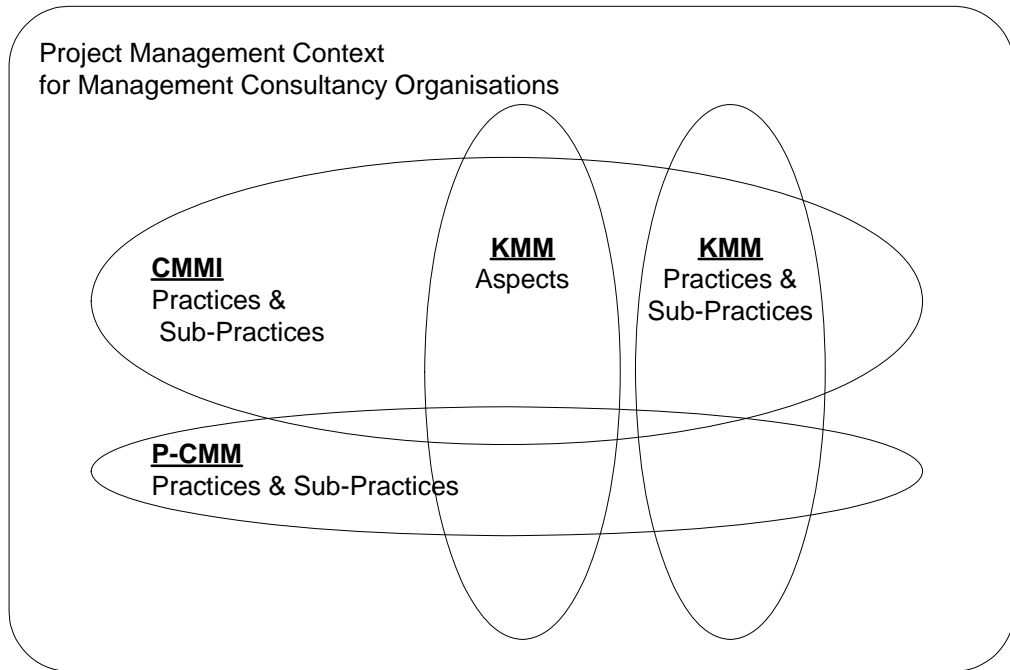 Project Management Context
for Management Consultancy Organisations
CMMI
Practices &
Sub-Practices
KMM
Aspects
KMM
Practices &
Sub-Practices
P-CMM
Practices & Sub-Practices